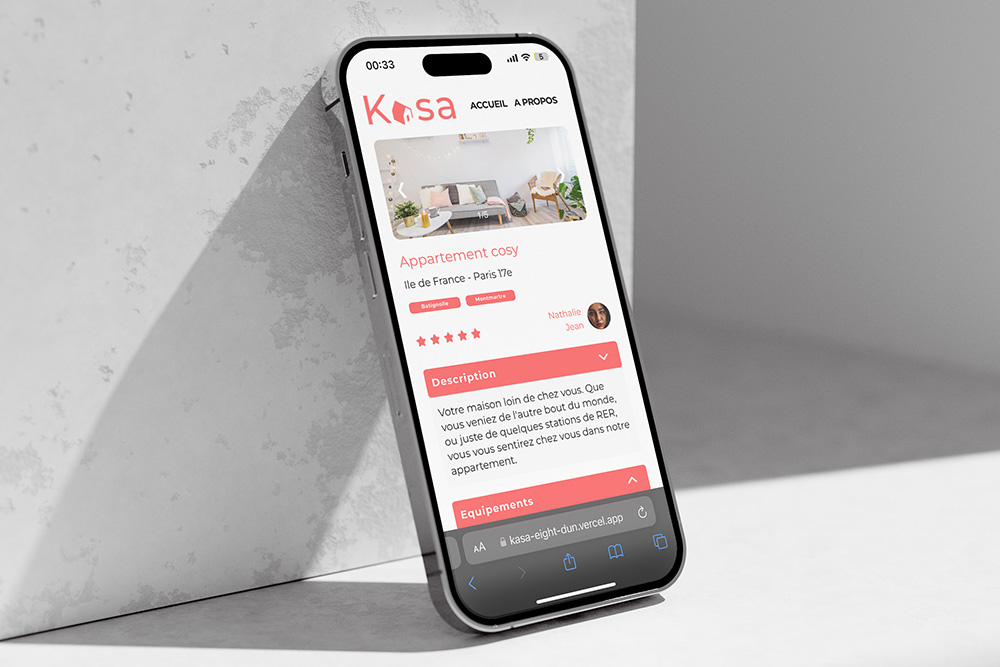 00:33
5
Kasa ACCUEIL A PROPOS
1/5
Appartement cosy
Ile de France - Paris 17e
Batignolle Montmartre
Nathalie
Jean
Description
Votre maison loin de chez vous. Que
vous veniez de l'autre bout du monde,
ou juste de quelques stations de RER,
vous vous sentirez chez vous dans notre
appartement.
Equipements
AA kasa-eight-dun.vercel.app